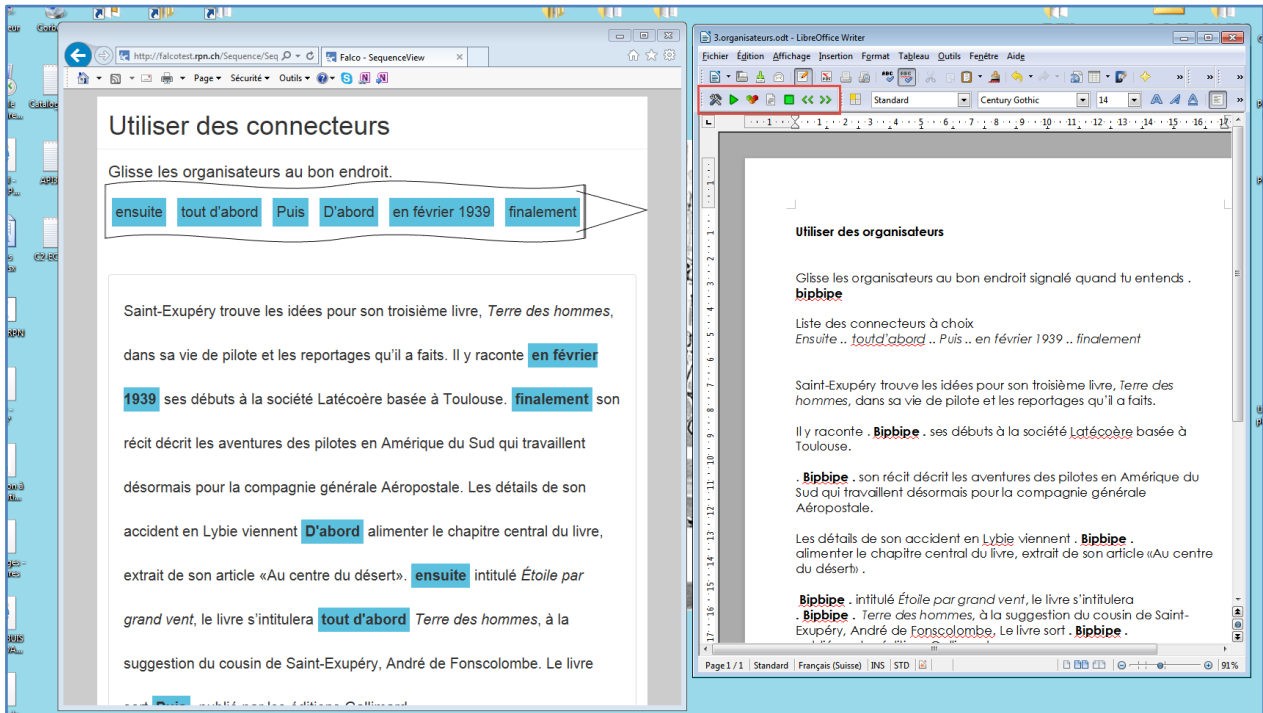 http://falcotest.rpn.ch/Sequence/Seq
Falco - SequenceView
Page
Sécurité
Outils
Utiliser des connecteurs
Glisse les organisateurs au bon endroit.
ensuite tout d'abord Puis D'abord en février 1939 finalement
Saint-Exupéry trouve les idées pour son troisième livre, Terre des hommes,
dans sa vie de pilote et les reportages qu'il a faits. Il y raconte en février
1939 ses débuts à la société Latécoère basée à Toulouse. finalement son
récit décrit les aventures des pilotes en Amérique du Sud qui travaillent
désormais pour la compagnie générale Aéropostale. Les détails de son
accident en Lybie viennent D'abord alimenter le chapitre central du livre,
extrait de son article «Au centre du désert». ensuite intitulé Étoile par
grand vent, le livre s'intitulera tout d'abord Terre des hommes, à la
suggestion du cousin de Saint-Exupéry, André de Fonscolombe. Le livre
sort Puis publié par les éditions Gallimard
3.organisateurs.odt - LibreOffice Writer
Fichier Édition Affichage Insertion Format Tableau Outils Fenêtre Aide
Standard Century Gothic 14
Utiliser des organisateurs
Glisse les organisateurs au bon endroit signalé quand tu entends .
bipbipe
Liste des connecteurs à choix
Ensuite .. toutd'abord .. Puis .. en février 1939 .. finalement
Saint-Exupéry trouve les idées pour son troisième livre, Terre des
hommes, dans sa vie de pilote et les reportages qu'il a faits.
Il y raconte . Bipbipe . ses débuts à la société Latécoère basée à
Toulouse.
. Bipbipe . son récit décrit les aventures des pilotes en Amérique du
Sud qui travaillent désormais pour la compagnie générale
Aéropostale.
Les détails de son accident en Lybie viennent . Bipbipe .
alimenter le chapitre central du livre, extrait de son article «Au centre
du désert» .
Bipbipe . intitulé Étoile par grand vent, le livre s'intitulera
. Bipbipe . Terre des hommes, à la suggestion du cousin de Saint-
Exupéry, André de Fonscolombe, Le livre sort . Bipbipe .
Page 1 / 1 Standard Français (Suisse) INS STD 91%